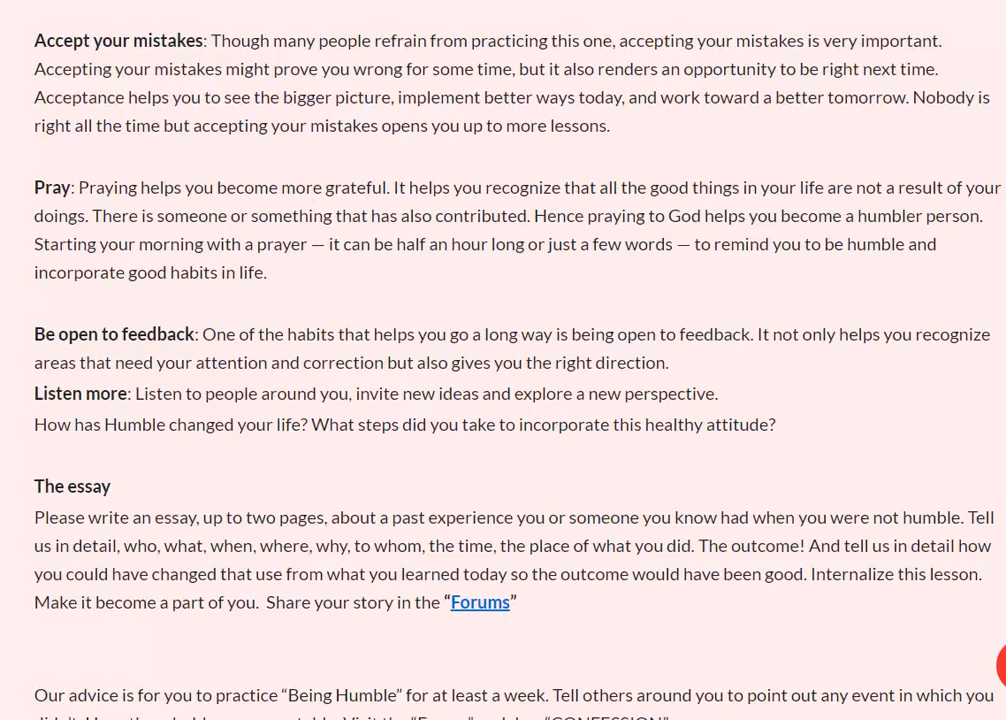 Accept your mistakes: Though many people refrain from practicing this one, accepting your mistakes is very important.
Accepting your mistakes might prove you wrong for some time, but it also renders an opportunity to be right next time.
Acceptance helps you to see the bigger picture, implement better ways today, and work toward a better tomorrow. Nobody is
right all the time but accepting your mistakes opens you up to more lessons.
Pray: Praying helps you become more grateful. It helps you recognize that all the good things in your life are not a result of your
doings. There is someone or something that has also contributed. Hence praying to God helps you become a humbler person.
Starting your morning with a prayer — it can be half an hour long or just a few words — to remind you to be humble and
incorporate good habits in life.
Be open to feedback: One of the habits that helps you go a long way is being open to feedback. It not only helps you recognize
areas that need your attention and correction but also gives you the right direction.
Listen more: Listen to people around you, invite new ideas and explore a new perspective.
How has Humble changed your life? What steps did you take to incorporate this healthy attitude?
The essay
Please write an essay, up to two pages, about a past experience you or someone you know had when you were not humble. Tell
us in detail, who, what, when, where, why, to whom, the time, the place of what you did. The outcome! And tell us in detail how
you could have changed that use from what you learned today so the outcome would have been good. Internalize this lesson.
Make it become a part of you.  Share your story in the “Forums”
Our advice is for you to practice “Being Humble” for at least a week. Tell others around you to point out any event in which you